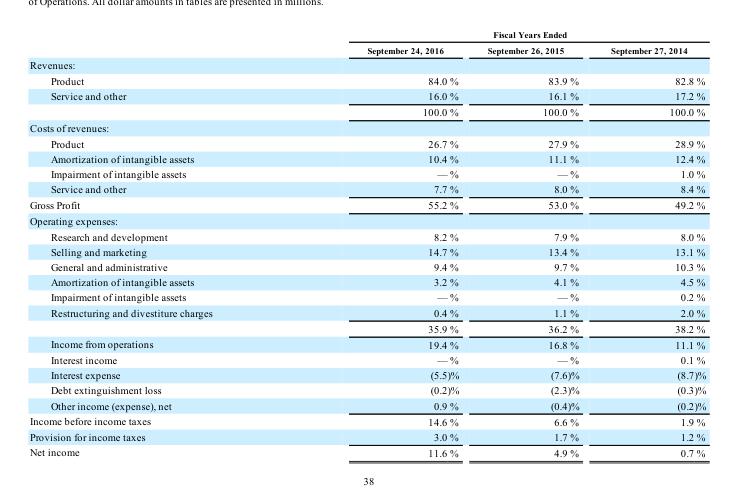 of Operations. All dollar amounts in tables are presented in millions.
Fiscal Years Ended
September 24, 2016 September 26, 2015 September 27, 2014
Revenues:
Product 84.0 % 83.9 % 82.8 %
Service and other 16.0 % 16.1 % 17.2 %
100.0 % 100.0 % 100.0 %
Costs of revenues:
Product 26.7 % 27.9 % 28.9 %
Amortization of intangible assets 10.4 % 11.1 % 12.4 %
Impairment of intangible assets — % — % 1.0 %
Service and other 7.7 % 8.0 % 8.4 %
Gross Profit 55.2 % 53.0 % 49.2 %
Operating expenses:
Research and development 8.2 % 7.9 % 8.0 %
Selling and marketing 14.7 % 13.4 % 13.1 %
General and administrative 9.4 % 9.7 % 10.3 %
Amortization of intangible assets 3.2 % 4.1 % 4.5 %
Impairment of intangible assets — % — % 0.2 %
Restructuring and divestiture charges 0.4 % 1.1 % 2.0 %
35.9 % 36.2 % 38.2 %
Income from operations 19.4 % 16.8 % 11.1 %
Interest income — % — % 0.1 %
Interest expense (5.5)% (7.6)% (8.7)%
Debt extinguishment loss (0.2)% (2.3)% (0.3)%
Other income (expense), net 0.9 % (0.4)% (0.2)%
Income before income taxes 14.6 % 6.6 % 1.9 %
Provision for income taxes 3.0 % 1.7 % 1.2 %
Net income 11.6 % 4.9 % 0.7 %
38